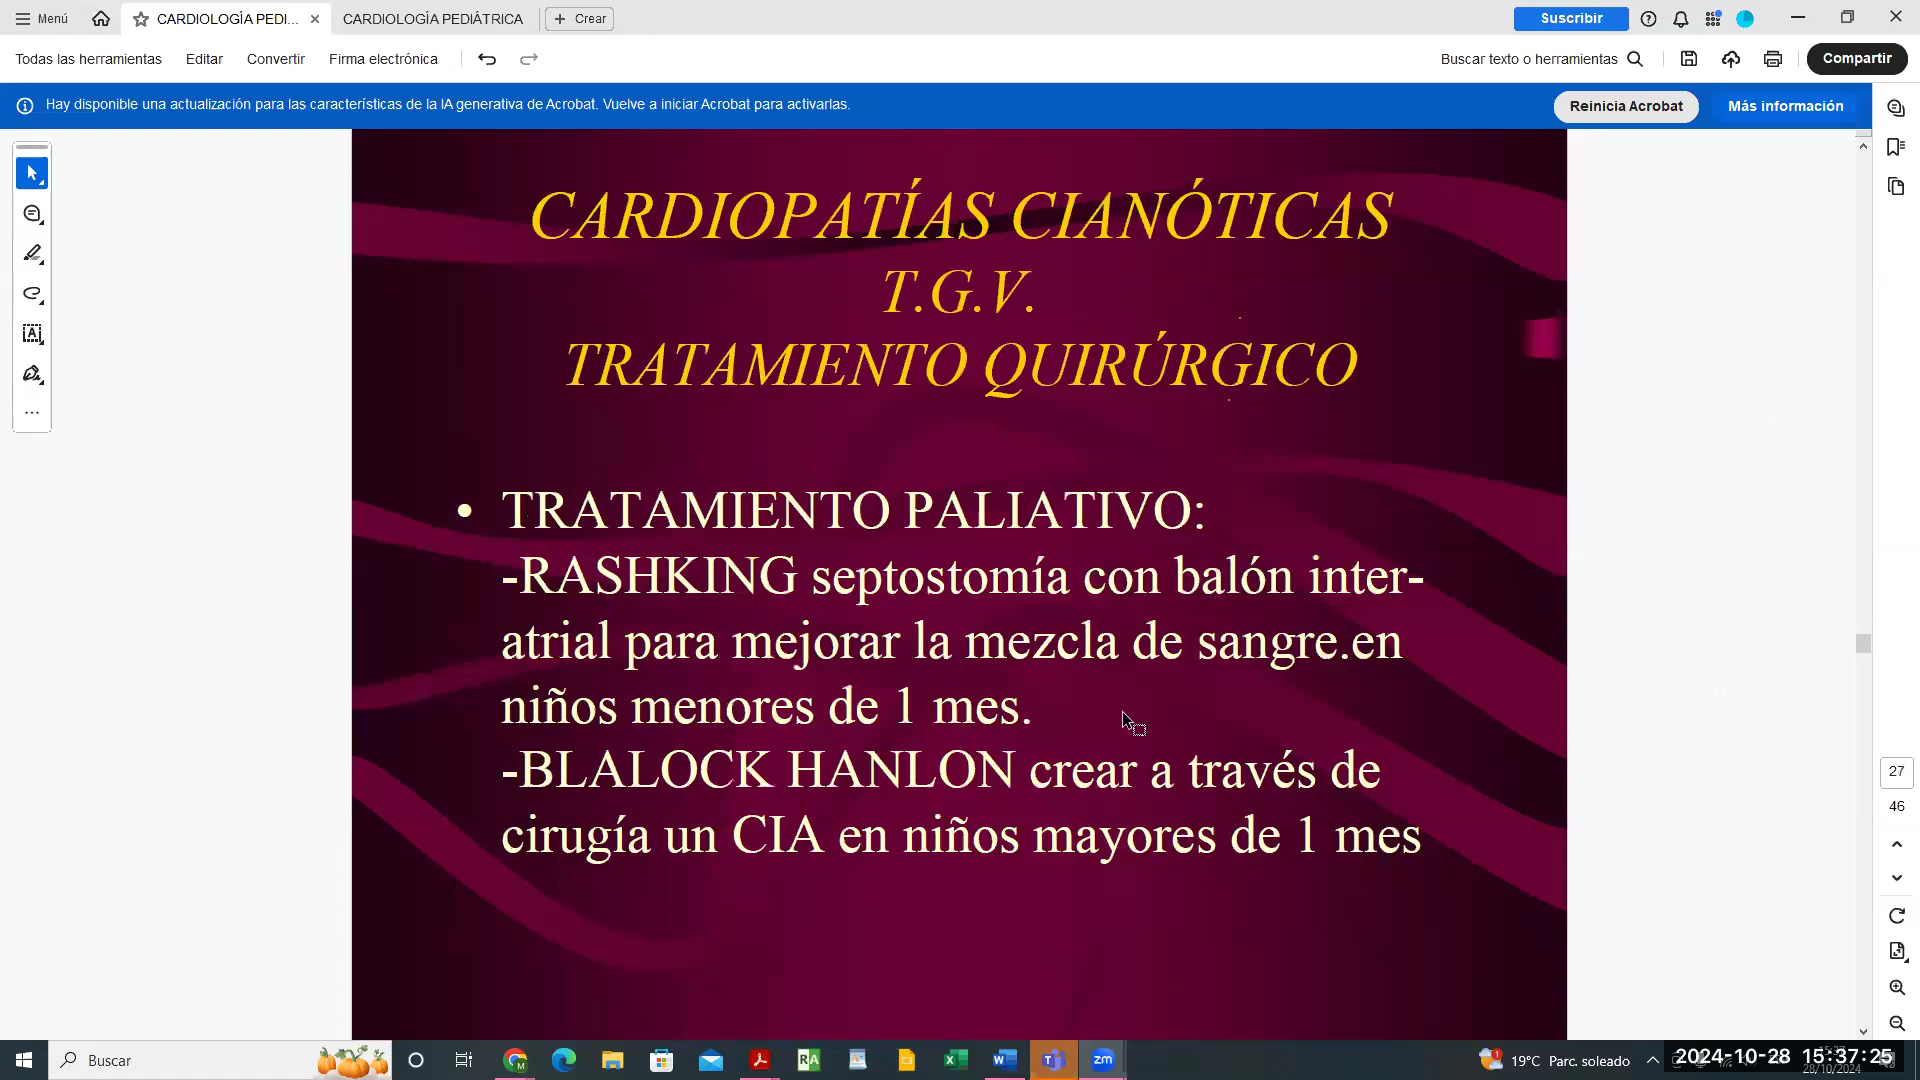 Menú
CARDIOLOGÍA PEDI...
CARDIOLOGÍA PEDIÁTRICA
Crear
Suscribir
Todas las herramientas
Editar
Convertir
Firma electrónica
Buscar texto o herramientas
Compartir
Hay disponible una actualización para las características de la IA generativa de Acrobat. Vuelve a iniciar Acrobat para activarlas.
Reinicia Acrobat
Más información
CARDIOPATÍAS CIANÓTICAS
T.G.V.
TRATAMIENTO QUIRÚRGICO
• TRATAMIENTO PALIATIVO:
-RASHKING septostomía con balón inter-
atrial para mejorar la mezcla de sangre.en
niños menores de 1 mes.
-BLALOCK HANLON crear a través de
cirugía un CIA en niños mayores de 1 mes
27
46
Buscar
19°C Parc. soleado
2024-10-28 15:37:25
28/10/2024